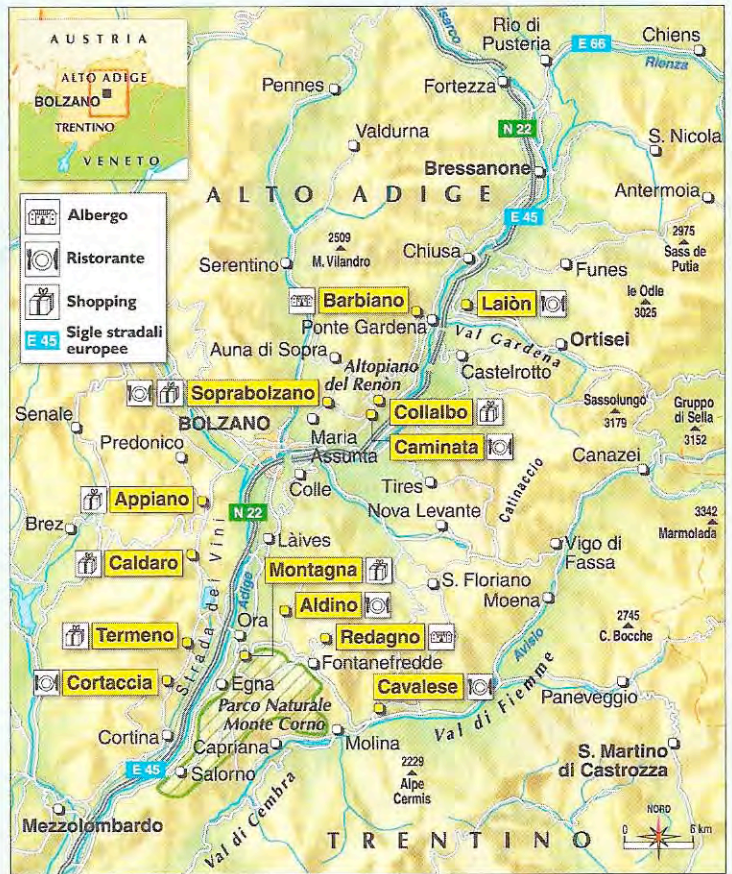 AUSTRIA
ALTO ADIGE
BOLZANO
TRENTINO
VENETO
Albergo
Ristorante
Shopping
E 45 Sigle stradali
europee
Isarco
Rio di
Pusteria
E 66
Chiens
Rienza
Pennes
Fortezza
N 22
Valdurna
S. Nicola
Bressanone
ALTO ADIGE
Antermoia
E 45
2509
M. Vilandro
Chiusa
2975
Sass de
Putia
Serentino
Funes
Barbiano
Laiòn
le Odle
3025
Ponte Gardena
Val Gardena
Ortisei
Auna di Sopra
Altopiano
del Renòn
Castelrotto
Soprabolzano
Collalbo
Sassolungo
3179
Gruppo
di Sella
3152
Senale
BOLZANO
Maria
Assunta
Caminata
Predonico
Canazei
Colle
Tires
Catinaccio
Appiano
N 22
Nova Levante
3342
Marmolada
Brez
Làives
Vigo di
Fassa
Caldaro
Strada dei Vini
Adige
Montagna
S. Floriano
Moena
Aldino
2745
C. Bocche
Ora
Termeno
Redagno
Avisio
Fontanefredde
Cortaccia
Egna
Cavalese
Paneveggio
Parco Naturale
Monte Corno
Val di Fiemme
Cortina
Capriana
Molina
S. Martino
di Castrozza
E 45
Salorno
2229
Alpe
Cermis
Val di Cembra
Mezzolombardo
TRENTINO
NORD
0 6 km